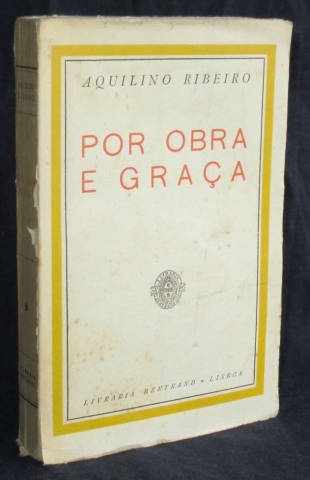 AQUILINO RIBEIRO
POR OBRA
E GRAÇA
LIVRARIA BERTRAND • LISBOA